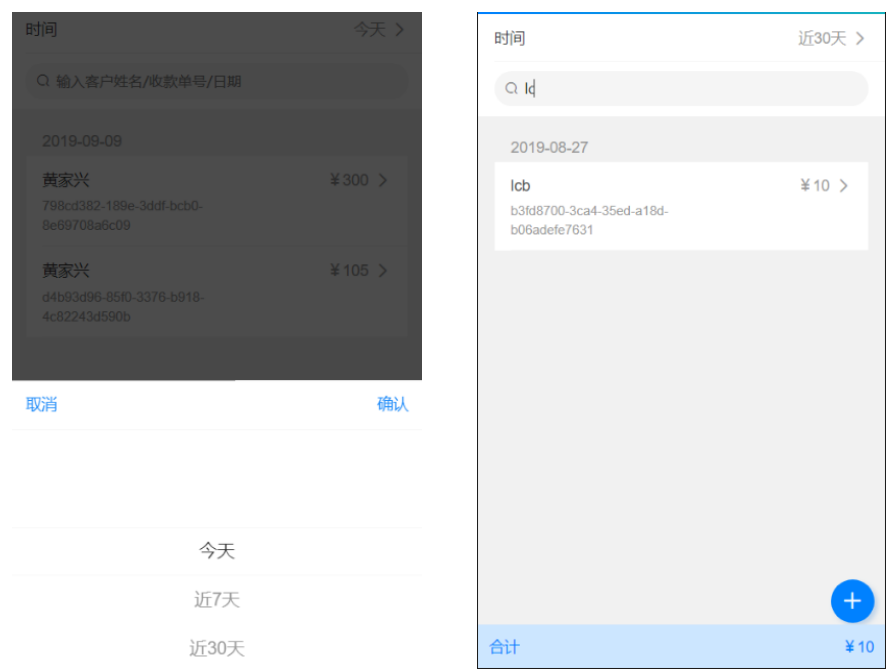 时间
今天
输入客户姓名/收款单号/日期
2019-09-09
黄家兴
¥300
798cd382-189e-3ddf-bcb0-
8e69708a6c09
黄家兴
¥105
d4b93d96-85f0-3376-b918-
4c82243d590b
取消
确认
今天
近7天
近30天
时间
近30天
lc
2019-08-27
lcb
¥10
b3fd8700-3ca4-35ed-a18d-
b06adefe7631
合计
¥10